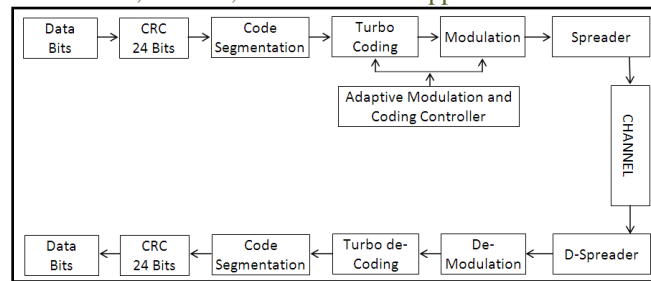 Data
Bits
CRC
24 Bits
Code
Segmentation
Turbo
Coding
Modulation
Spreader
Adaptive Modulation and
Coding Controller
CHANNEL
Data
Bits
CRC
24 Bits
Code
Segmentation
Turbo de-
Coding
De-
Modulation
D-Spreader